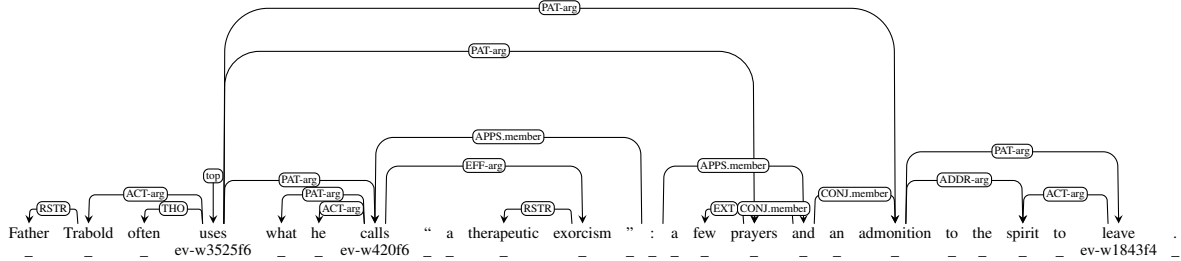 PAT-arg
PAT-arg
APPS.member
PAT-arg
EFF-arg
APPS.member
top
PAT-arg
ADDR-arg
ACT-arg
PAT-arg
CONJ.member
ACT-arg
RSTR
THO
ACT-arg
RSTR
EXT
CONJ.member
Father Trabold often uses what he calls “ a therapeutic exorcism ” : a few prayers and an admonition to the spirit to leave .
_ _ _ ev-w3525f6 _ _ ev-w420f6 _ _ _ _ _ _ _ _ _ _ _ _ _ _ _ _ ev-w1843f4 _